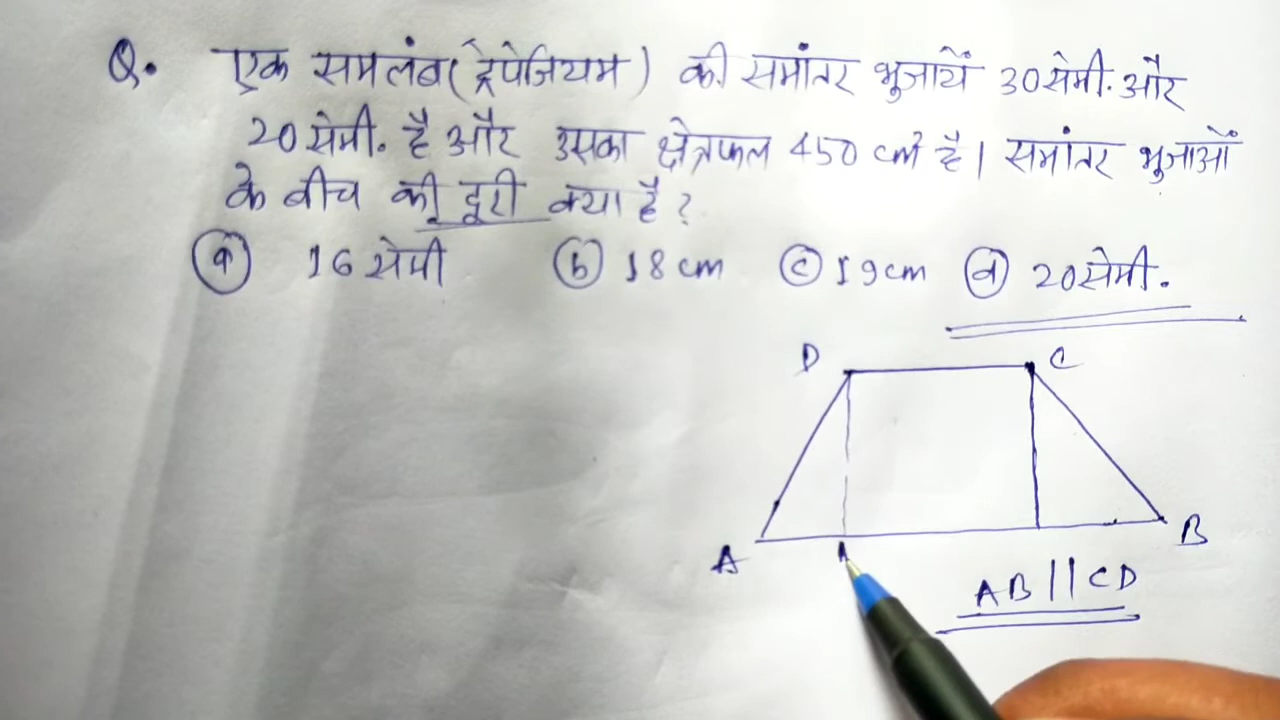 Q. एक समलंब (ट्रेपेजियम) की समांतर भुजायें 30 सेमी. और
20 सेमी. है और उसका क्षेत्रफल 450 cm² है। समांतर भुजाओं
के बीच की दूरी क्या है?
(a) 16 सेमी (b) 18 cm (c) 19 cm (d) 20 सेमी.
D C
A B
AB || CD